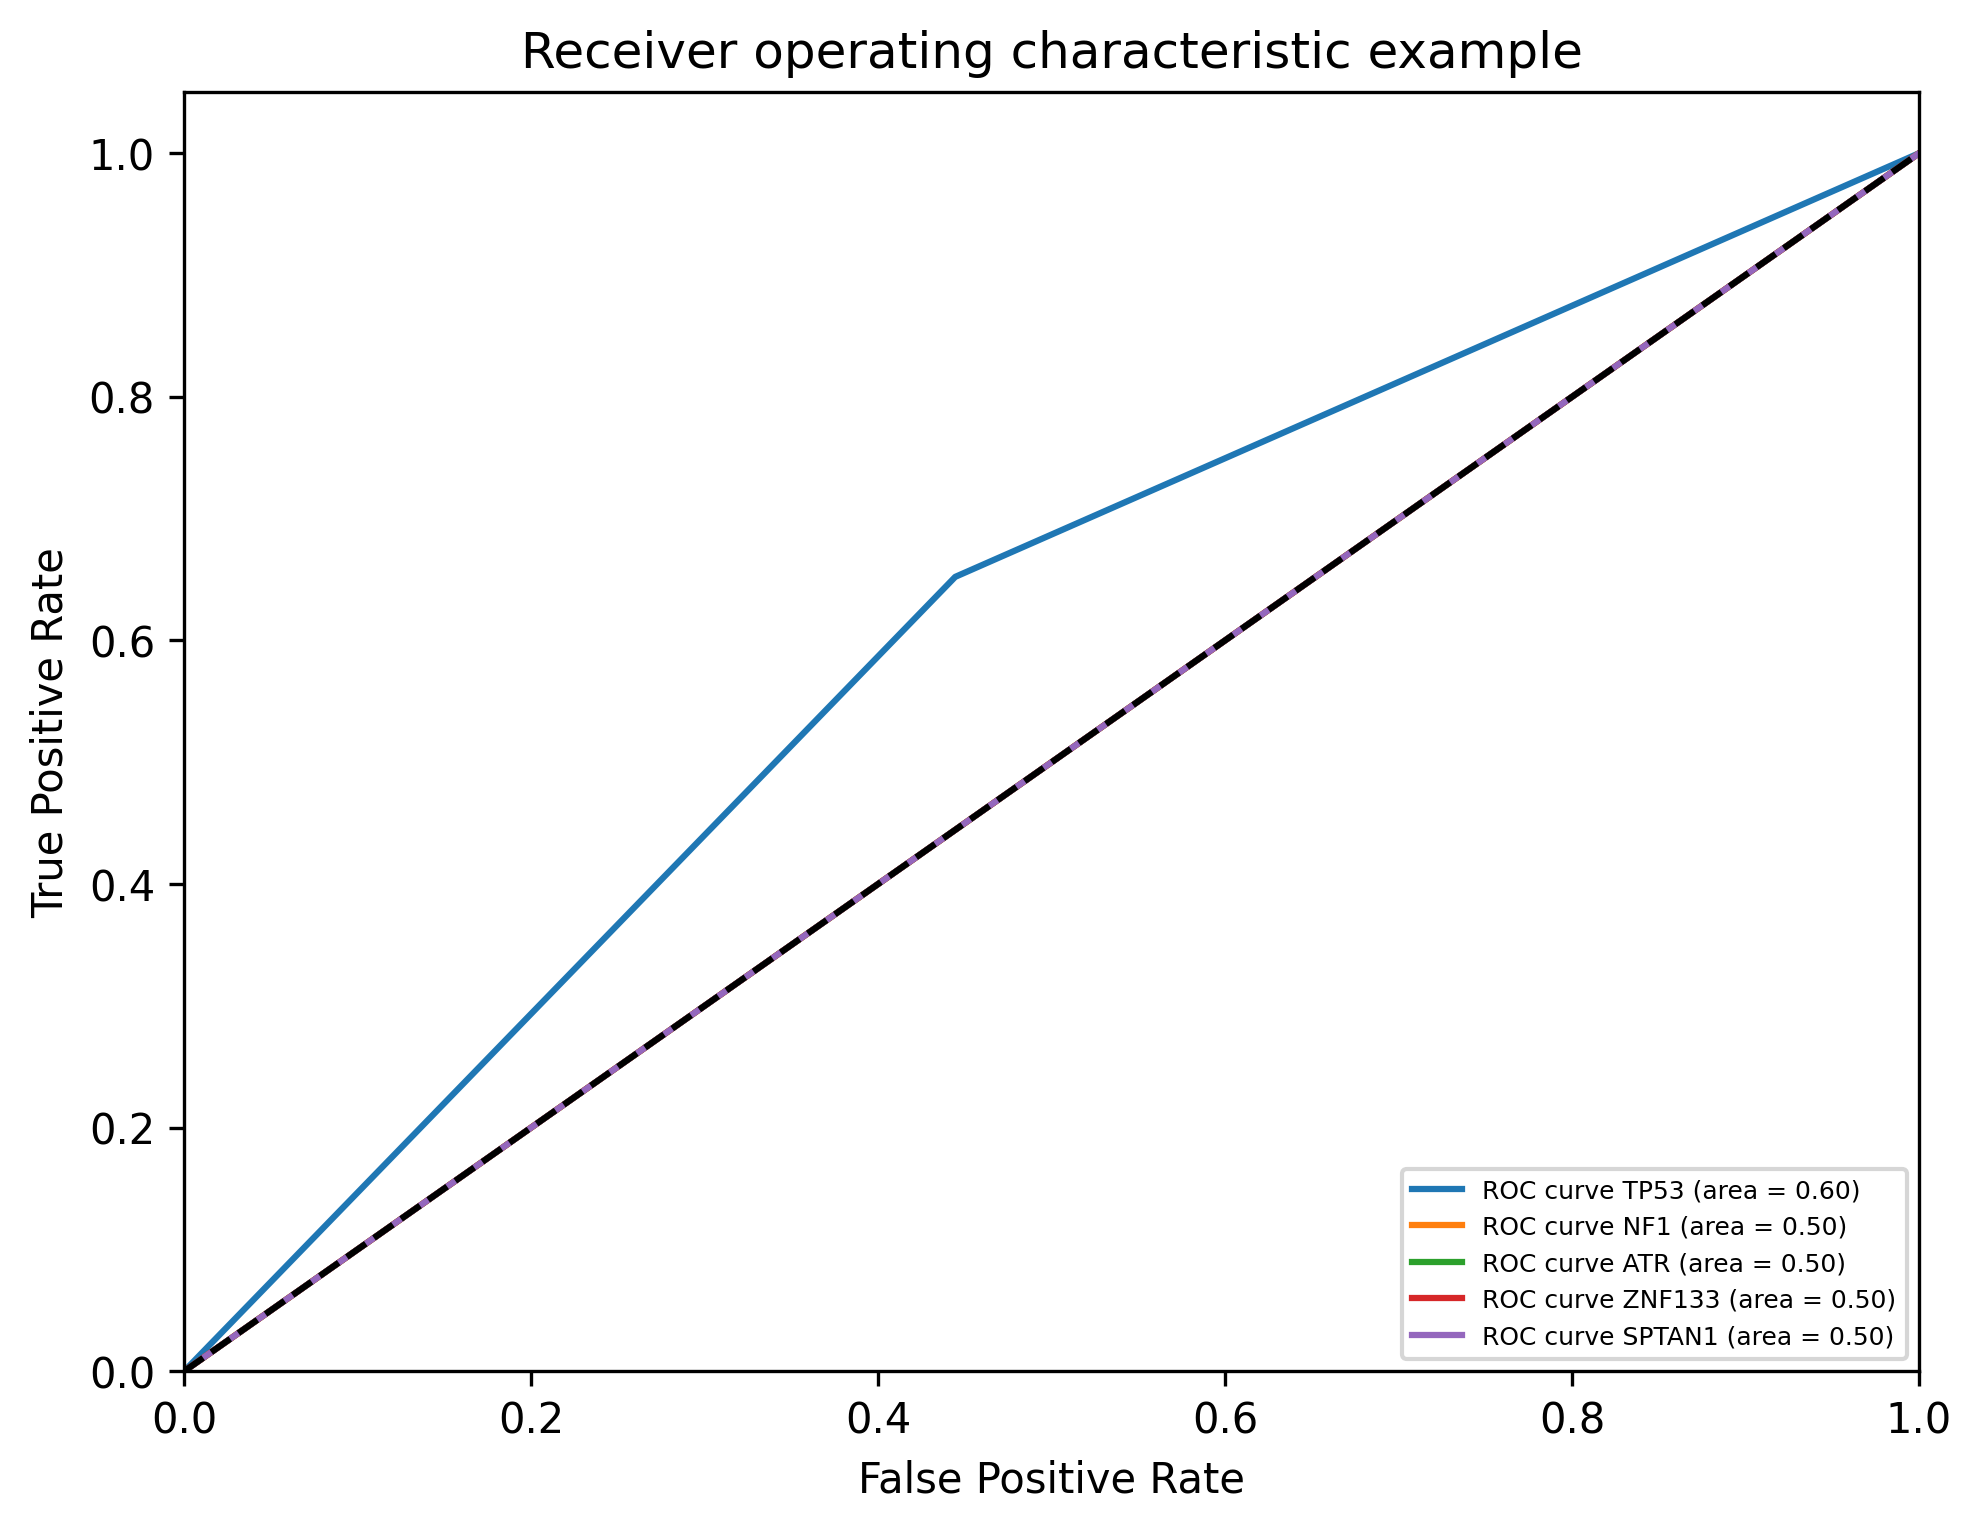 Receiver operating characteristic example
1.0
0.8
0.6
0.4
0.2
0.0
True Positive Rate
ROC curve TP53 (area = 0.60)
ROC curve NF1 (area = 0.50)
ROC curve ATR (area = 0.50)
ROC curve ZNF133 (area = 0.50)
ROC curve SPTAN1 (area = 0.50)
0.0 0.2 0.4 0.6 0.8 1.0
False Positive Rate